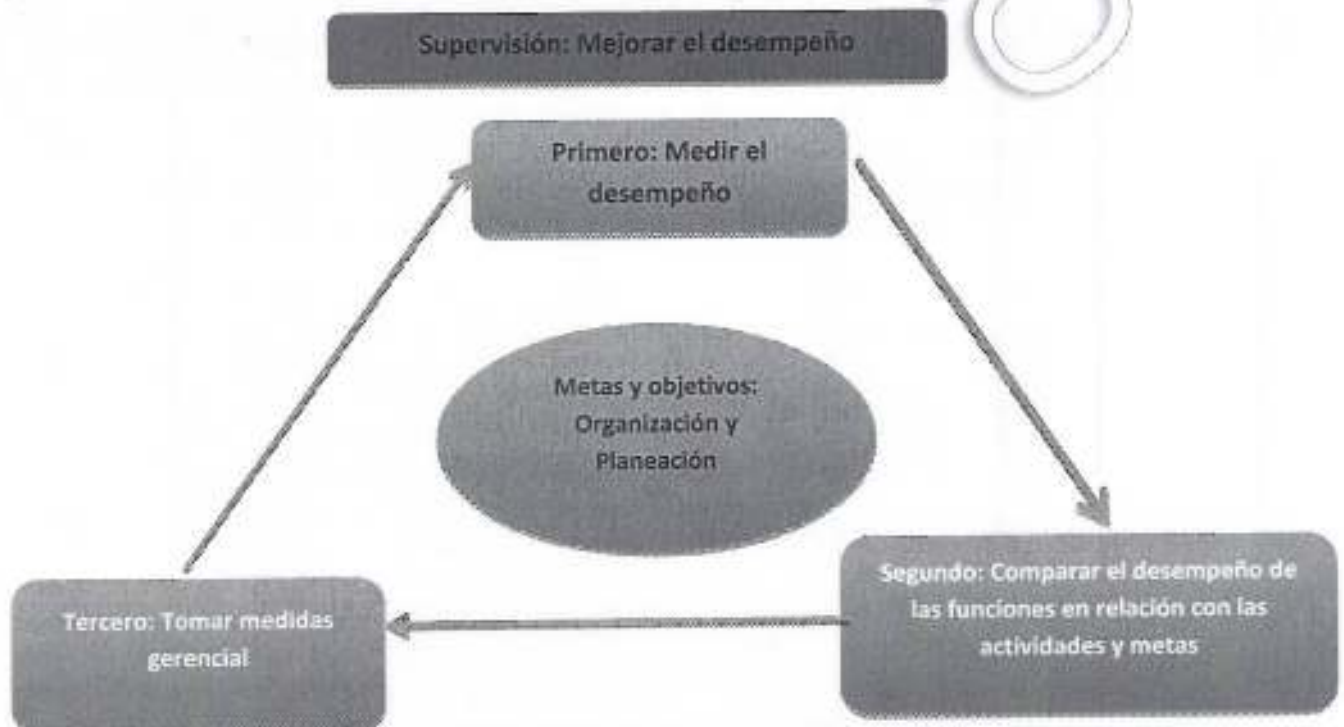 Supervisión: Mejorar el desempeño
Primero: Medir el
desempeño
Metas y objetivos:
Organización y
Planeación
Segundo: Comparar el desempeño de
las funciones en relación con las
actividades y metas
Tercero: Tomar medidas
gerencial